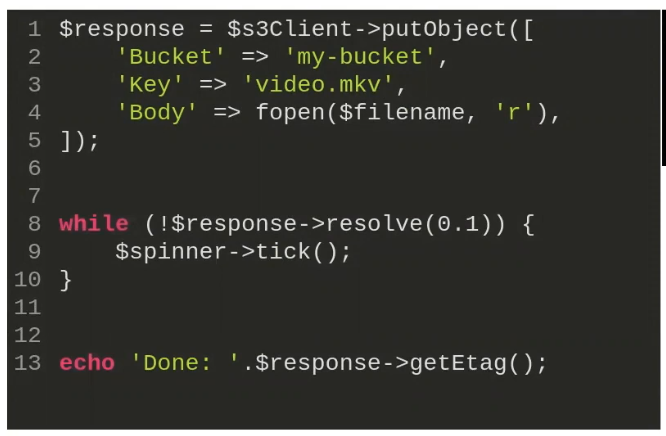 1 $response = $s3Client->putObject([
2     'Bucket' => 'my-bucket',
3     'Key' => 'video.mkv',
4     'Body' => fopen($filename, 'r'),
5 ]);
6
7
8 while (!$response->resolve(0.1)) {
9     $spinner->tick();
10 }
11
12
13 echo 'Done: '.$response->getEtag();